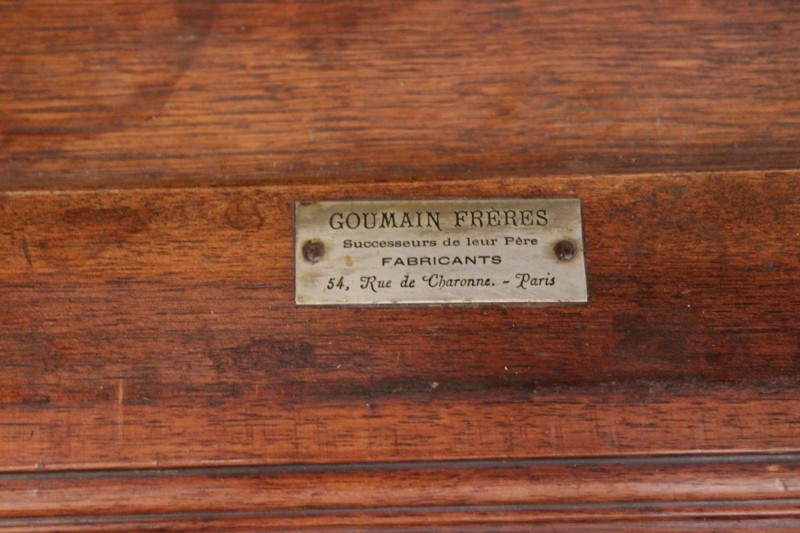 GOUMAIN FRÈRES
Successeurs de leur Père
FABRICANTS
54, Rue de Charonne. - Paris